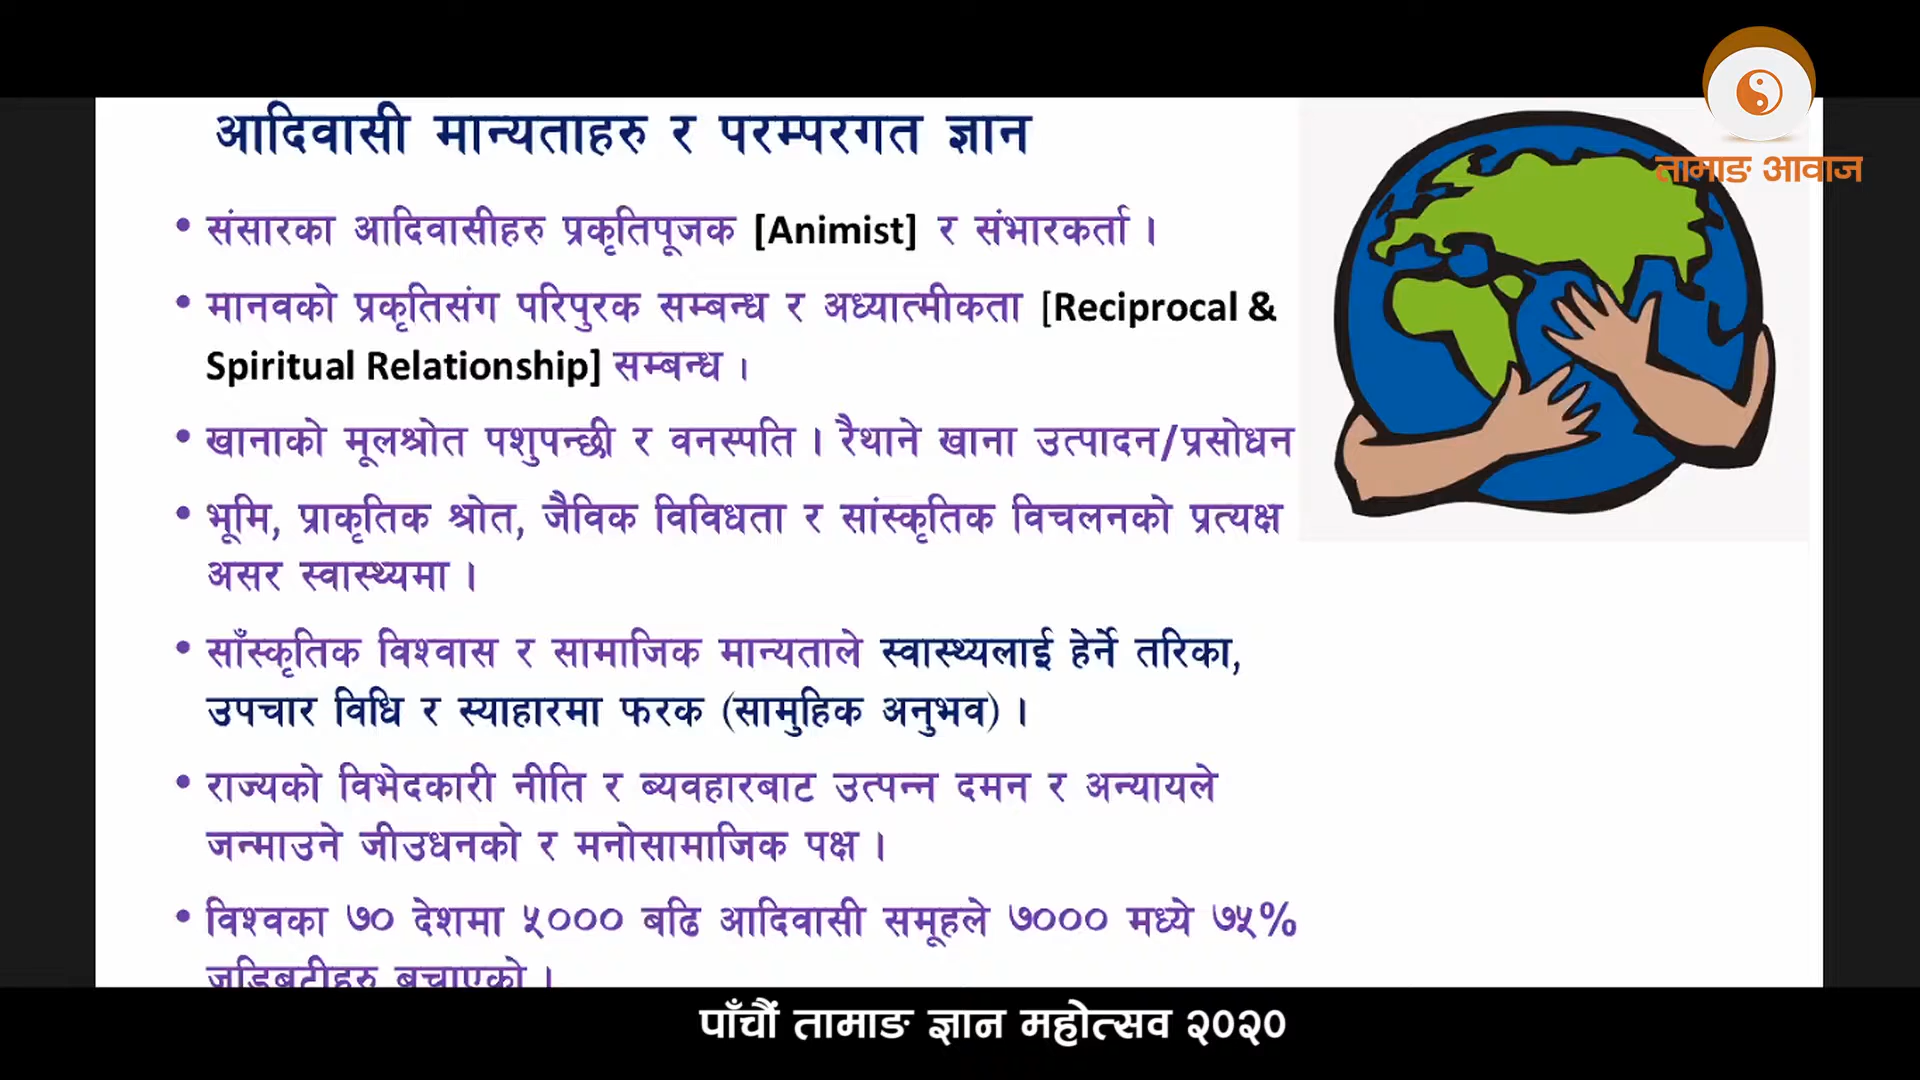 तामाङ आवाज
आदिवासी मान्यताहरु र परम्परगत ज्ञान
• संसारका आदिवासीहरु प्रकृतिपूजक [Animist] र संभारकर्ता ।
• मानवको प्रकृतिसंग परिपुरक सम्बन्ध र अध्यात्मीकता [Reciprocal &
Spiritual Relationship] सम्बन्ध ।
• खानाको मूलश्रोत पशुपन्छी र वनस्पति । रैथाने खाना उत्पादन/प्रसोधन
• भूमि, प्राकृतिक श्रोत, जैविक विविधता र सांस्कृतिक विचलनको प्रत्यक्ष
असर स्वास्थ्यमा ।
• साँस्कृतिक विश्वास र सामाजिक मान्यताले स्वास्थ्यलाई हेर्ने तरिका,
उपचार विधि र स्याहारमा फरक (सामुहिक अनुभव) ।
• राज्यको विभेदकारी नीति र ब्यवहारबाट उत्पन्न दमन र अन्यायले
जन्माउने जीउधनको र मनोसामाजिक पक्ष ।
• विश्वका ७० देशमा ५००० बढि आदिवासी समूहले ७००० मध्ये ७५%
जडिबुटीहरु बचाएको ।
पाँचौं तामाङ ज्ञान महोत्सव २०२०